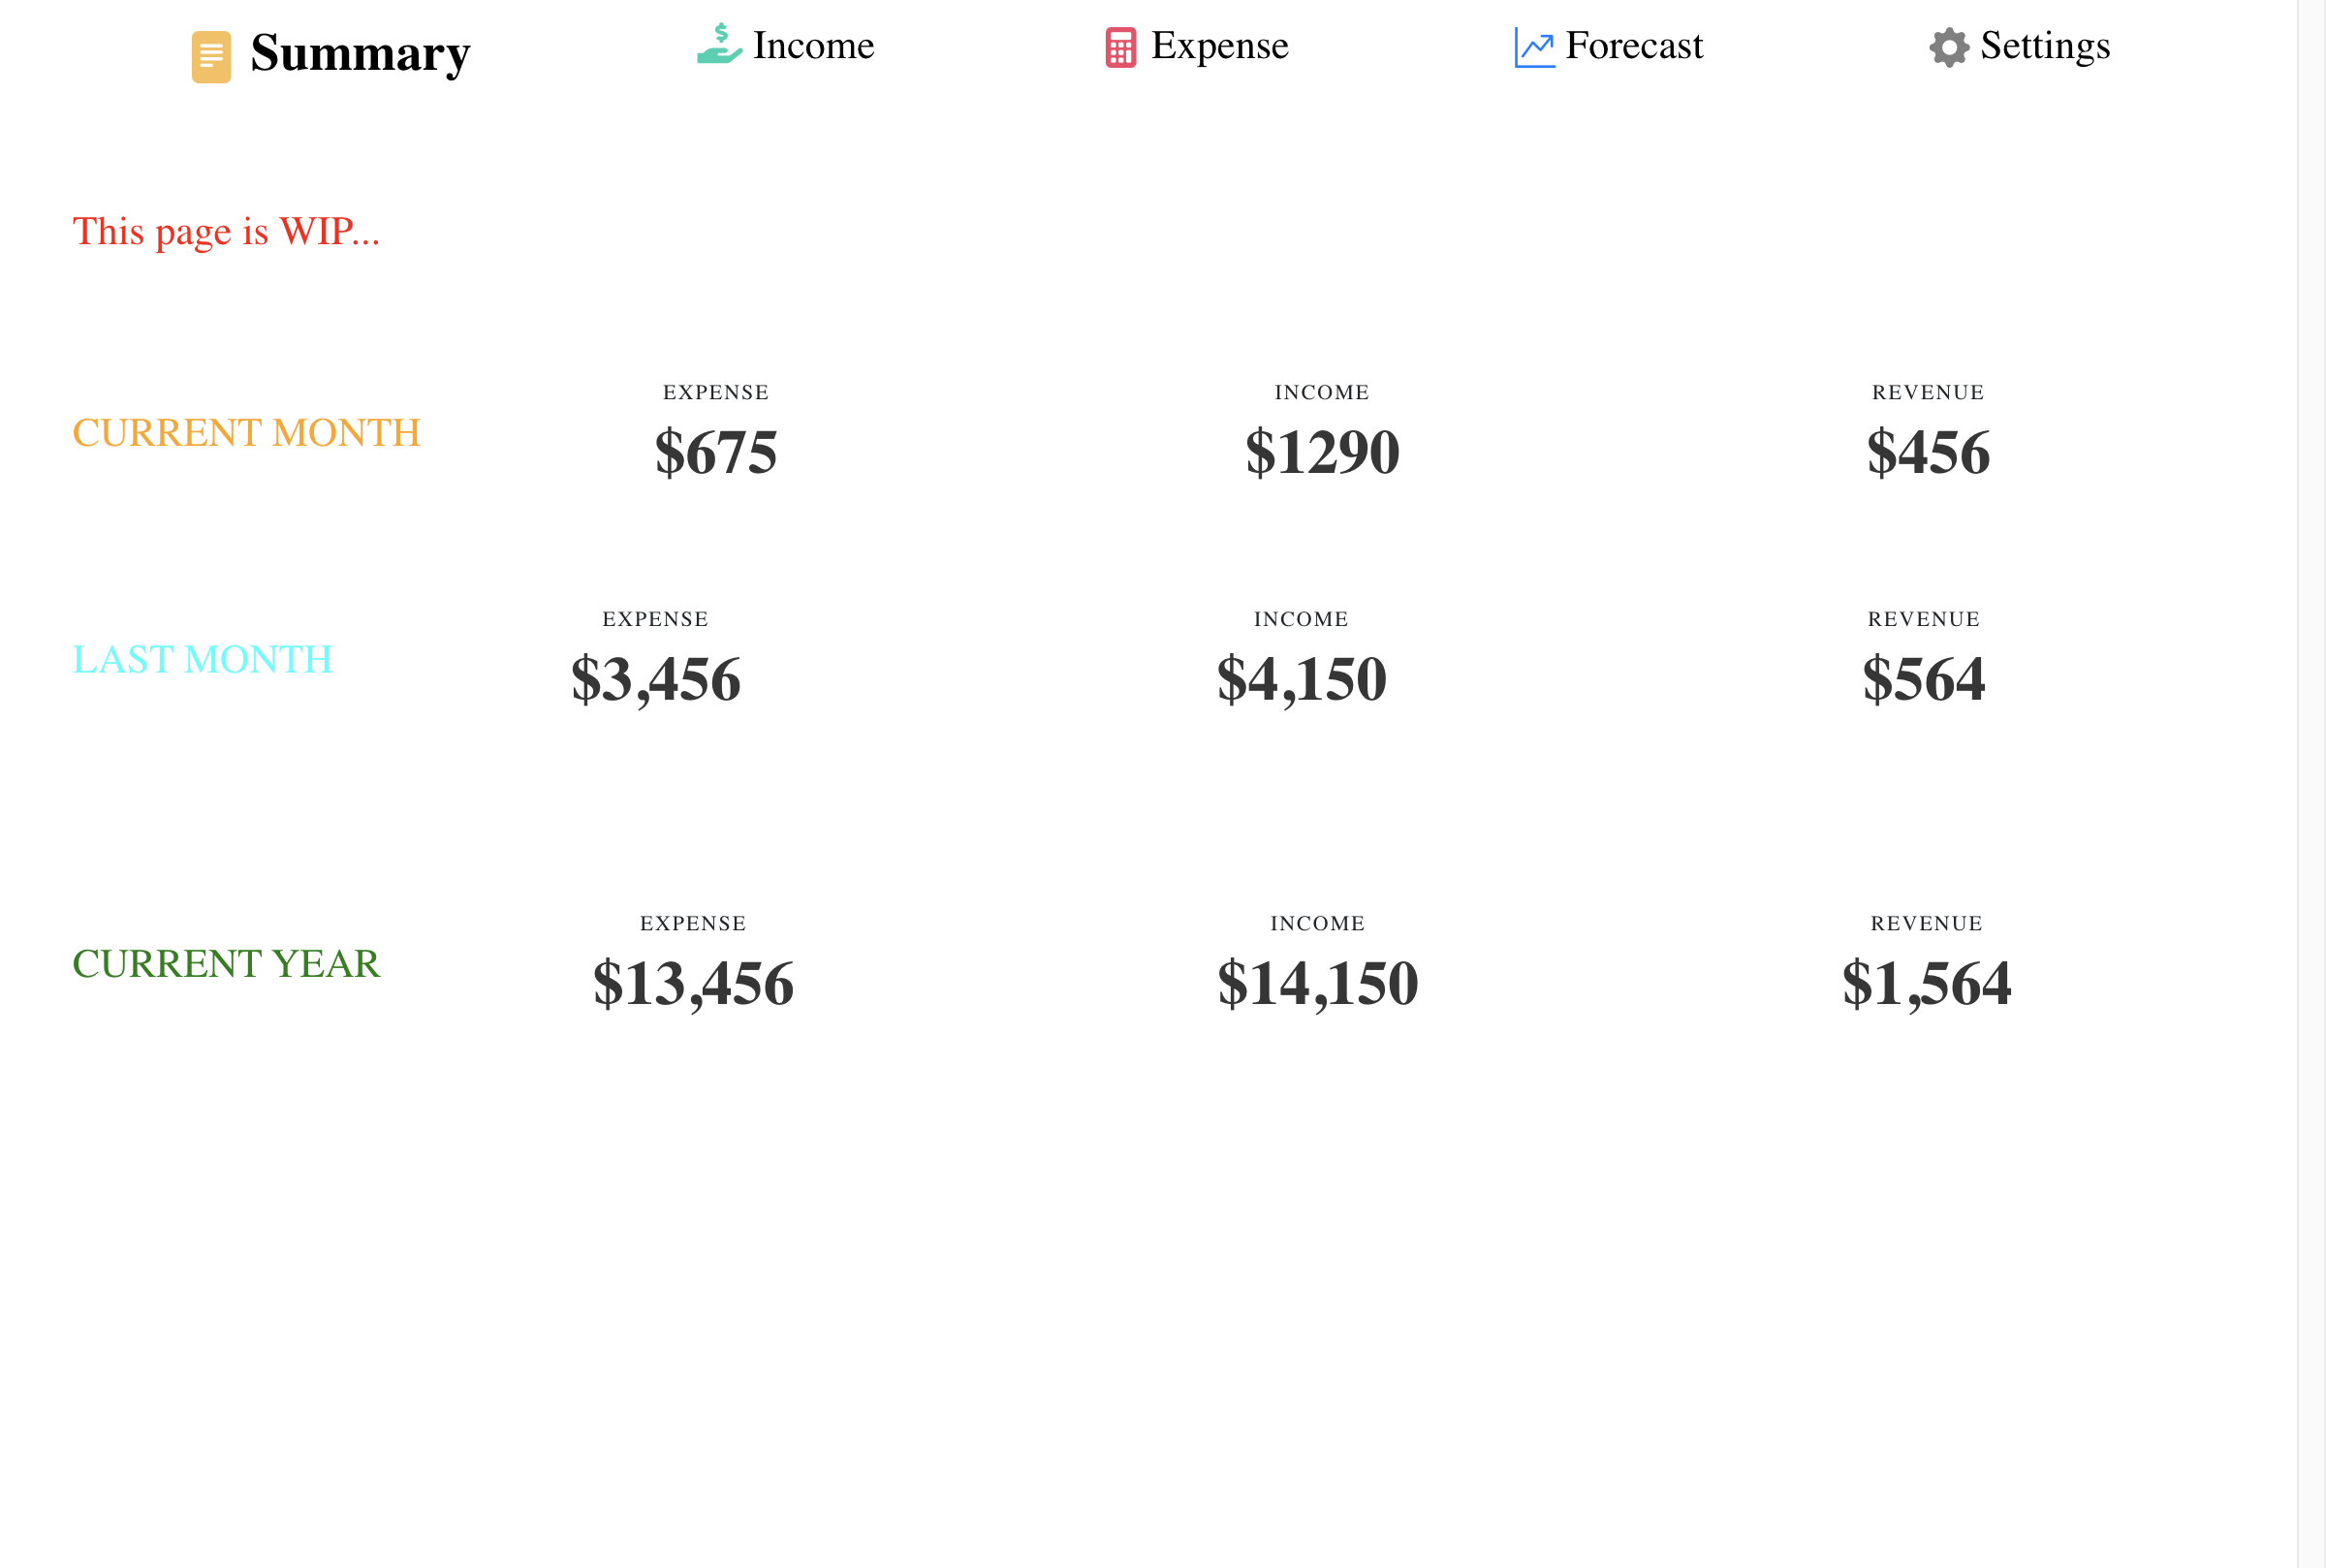 Summary Income Expense Forecast Settings
This page is WIP...
EXPENSE INCOME REVENUE
CURRENT MONTH $675 $1290 $456
EXPENSE INCOME REVENUE
LAST MONTH $3,456 $4,150 $564
EXPENSE INCOME REVENUE
CURRENT YEAR $13,456 $14,150 $1,564